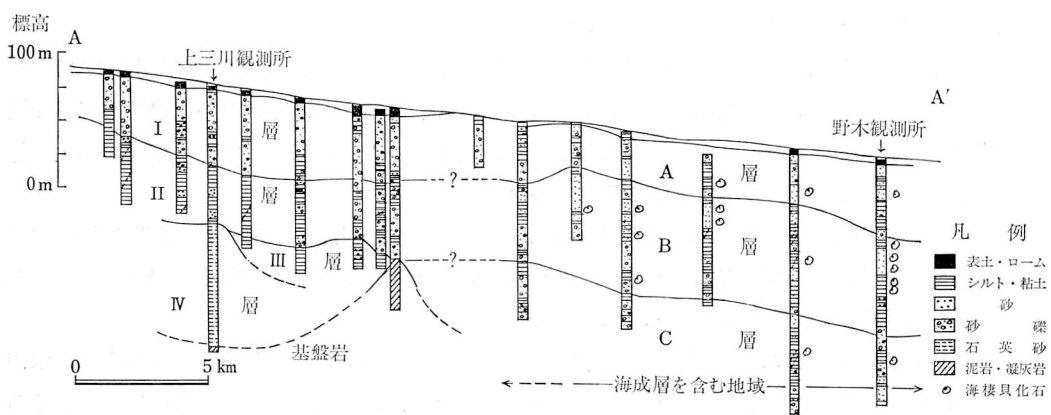 標高
A
100m
0m
上三川観測所
A'
野木観測所
I 層
II 層
III 層
IV 層
?
?
基盤岩
A 層
B 層
C 層
0 5 km
海成層を含む地域
凡例
表土・ローム
シルト・粘土
砂
砂礫
石英砂
泥岩・凝灰岩
海棲貝化石